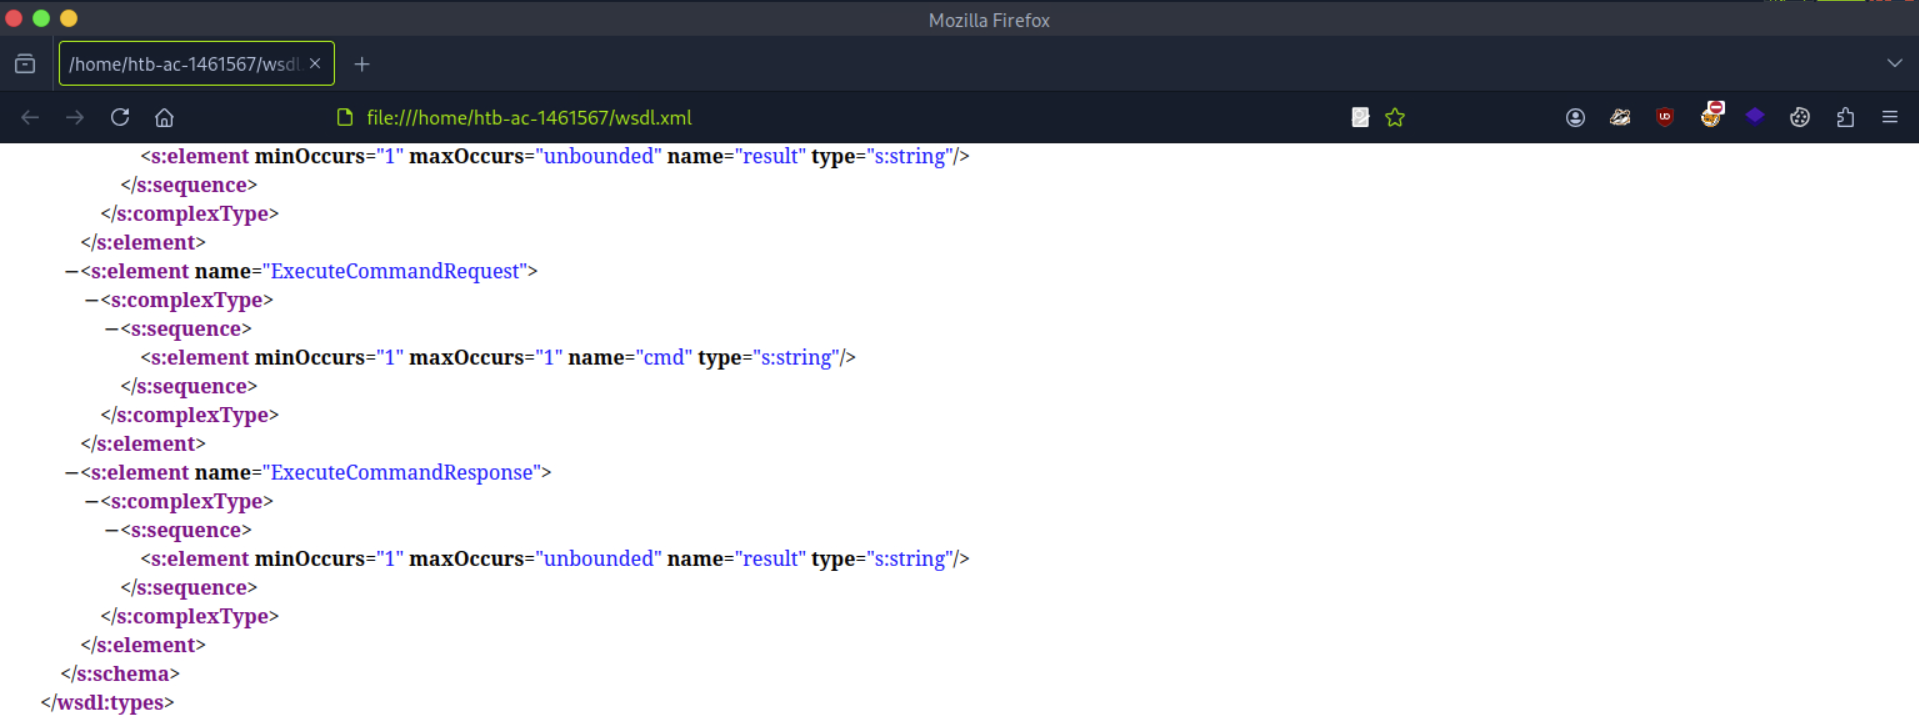 Mozilla Firefox
/home/htb-ac-1461567/wsdl.
file:///home/htb-ac-1461567/wsdl.xml
<s:element minOccurs="1" maxOccurs="unbounded" name="result" type="s:string"/>
</s:sequence>
</s:complexType>
</s:element>
−<s:element name="ExecuteCommandRequest">
−<s:complexType>
−<s:sequence>
<s:element minOccurs="1" maxOccurs="1" name="cmd" type="s:string"/>
</s:sequence>
</s:complexType>
</s:element>
−<s:element name="ExecuteCommandResponse">
−<s:complexType>
−<s:sequence>
<s:element minOccurs="1" maxOccurs="unbounded" name="result" type="s:string"/>
</s:sequence>
</s:complexType>
</s:element>
</s:schema>
</wsdl:types>